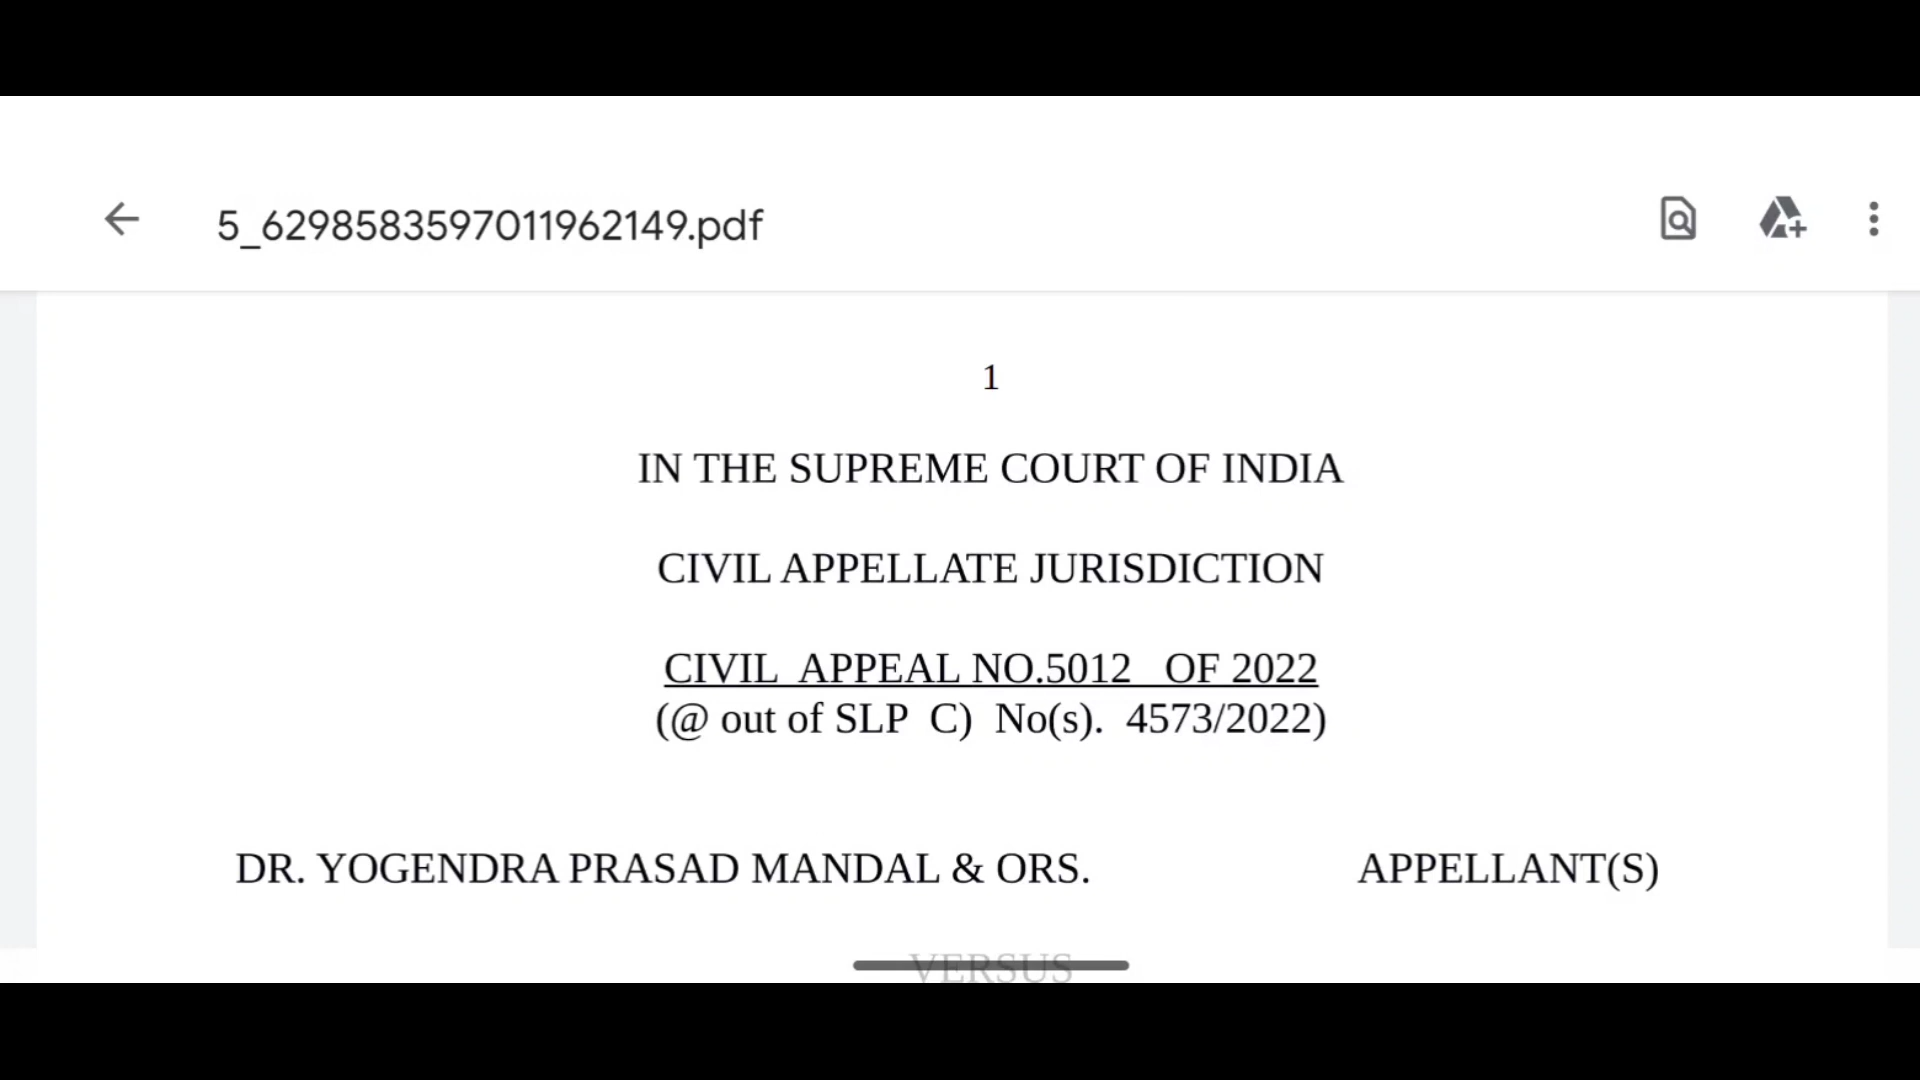 5_6298583597011962149.pdf
1
IN THE SUPREME COURT OF INDIA
CIVIL APPELLATE JURISDICTION
CIVIL APPEAL NO.5012 OF 2022
(@ out of SLP C) No(s). 4573/2022)
DR. YOGENDRA PRASAD MANDAL & ORS. APPELLANT(S)
VERSUS